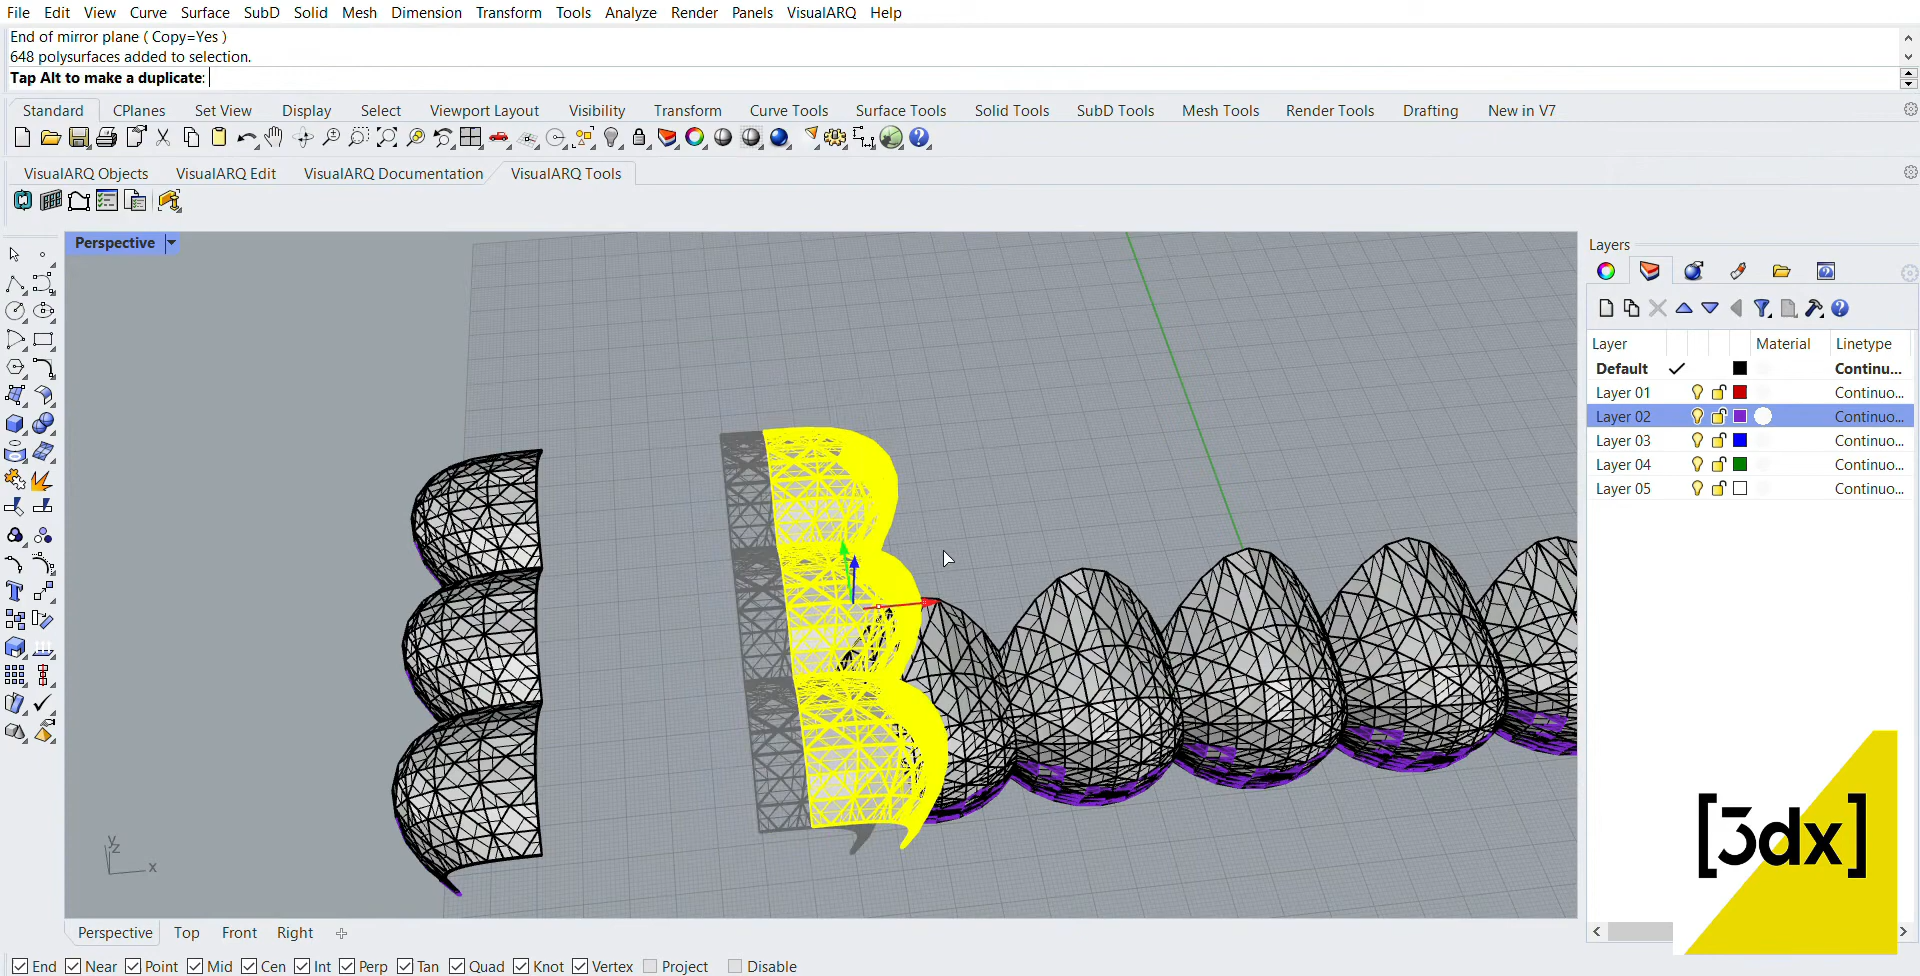 File Edit View Curve Surface SubD Solid Mesh Dimension Transform Tools Analyze Render Panels VisualARQ Help
End of mirror plane ( Copy=Yes )
648 polysurfaces added to selection.
Tap Alt to make a duplicate:
Standard CPlanes Set View Display Select Viewport Layout Visibility Transform Curve Tools Surface Tools Solid Tools SubD Tools Mesh Tools Render Tools Drafting New in V7
VisualARQ Objects VisualARQ Edit VisualARQ Documentation VisualARQ Tools
Perspective
Layers
Layer Material Linetype
Default Continu...
Layer 01 Continuo...
Layer 02 Continuo...
Layer 03 Continuo...
Layer 04 Continuo...
Layer 05 Continuo...
y
z
x
[3dx]
Perspective Top Front Right
End Near Point Mid Cen Int Perp Tan Quad Knot Vertex Project Disable